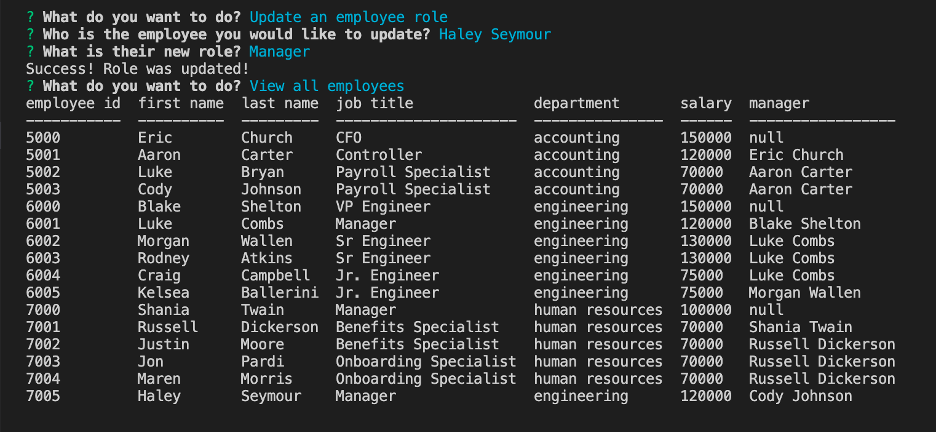 ? What do you want to do? Update an employee role
? Who is the employee you would like to update? Haley Seymour
? What is their new role? Manager
Success! Role was updated!
? What do you want to do? View all employees
employee id  first name  last name  job title              department       salary  manager
-----------  ----------  ---------  ---------------------  ---------------  ------  -----------------
5000         Eric        Church     CFO                    accounting       150000  null
5001         Aaron       Carter     Controller             accounting       120000  Eric Church
5002         Luke        Bryan      Payroll Specialist     accounting       70000   Aaron Carter
5003         Cody        Johnson    Payroll Specialist     accounting       70000   Aaron Carter
6000         Blake       Shelton    VP Engineer            engineering      150000  null
6001         Luke        Combs      Manager                engineering      120000  Blake Shelton
6002         Morgan      Wallen     Sr Engineer            engineering      130000  Luke Combs
6003         Rodney      Atkins     Sr Engineer            engineering      130000  Luke Combs
6004         Craig       Campbell   Jr. Engineer           engineering      75000   Luke Combs
6005         Kelsea      Ballerini  Jr. Engineer           engineering      75000   Morgan Wallen
7000         Shania      Twain      Manager                human resources  100000  null
7001         Russell     Dickerson  Benefits Specialist    human resources  70000   Shania Twain
7002         Justin      Moore      Benefits Specialist    human resources  70000   Russell Dickerson
7003         Jon         Pardi      Onboarding Specialist  human resources  70000   Russell Dickerson
7004         Maren       Morris     Onboarding Specialist  human resources  70000   Russell Dickerson
7005         Haley       Seymour    Manager                engineering      120000  Cody Johnson